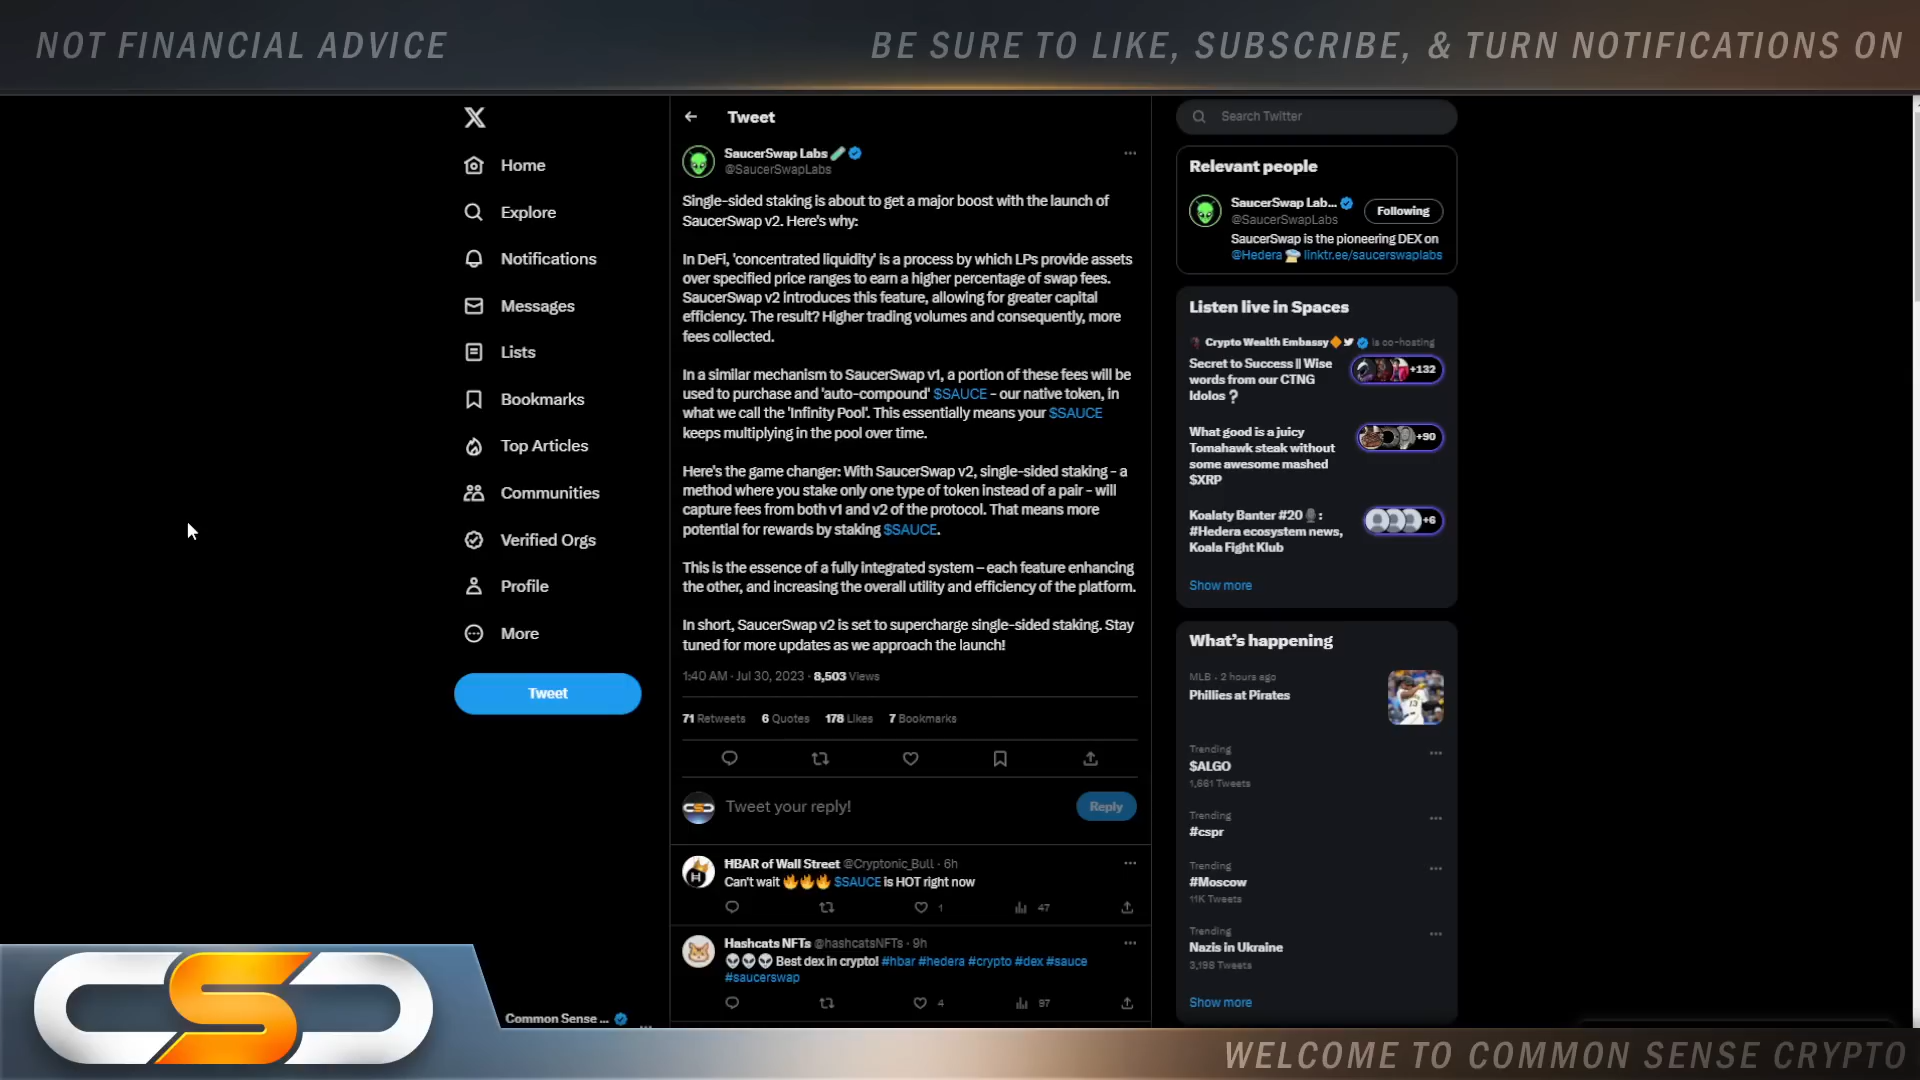 NOT FINANCIAL ADVICE
BE SURE TO LIKE, SUBSCRIBE, & TURN NOTIFICATIONS ON
Home
Explore
Notifications
Messages
Lists
Bookmarks
Top Articles
Communities
Verified Orgs
Profile
More
Tweet
Common Sense ...
Tweet
SaucerSwap Labs
@SaucerSwapLabs
Single-sided staking is about to get a major boost with the launch of
SaucerSwap v2. Here's why:
In DeFi, 'concentrated liquidity' is a process by which LPs provide assets
over specified price ranges to earn a higher percentage of swap fees.
SaucerSwap v2 introduces this feature, allowing for greater capital
efficiency. The result? Higher trading volumes and consequently, more
fees collected.
In a similar mechanism to SaucerSwap v1, a portion of these fees will be
used to purchase and 'auto-compound' $SAUCE - our native token, in
what we call the 'Infinity Pool'. This essentially means your $SAUCE
keeps multiplying in the pool over time.
Here's the game changer: With SaucerSwap v2, single-sided staking - a
method where you stake only one type of token instead of a pair - will
capture fees from both v1 and v2 of the protocol. That means more
potential for rewards by staking $SAUCE.
This is the essence of a fully integrated system – each feature enhancing
the other, and increasing the overall utility and efficiency of the platform.
In short, SaucerSwap v2 is set to supercharge single-sided staking. Stay
tuned for more updates as we approach the launch!
1:40 AM · Jul 30, 2023 · 8,503 Views
71 Retweets 6 Quotes 178 Likes 7 Bookmarks
Tweet your reply!
Reply
HBAR of Wall Street @Cryptonic_Bull · 6h
Can't wait 🔥🔥🔥 $SAUCE is HOT right now
1 47
Hashcats NFTs @hashcatsNFTs · 9h
👽👽👽 Best dex in crypto! #hbar #hedera #crypto #dex #sauce
#saucerswap
4 97
Search Twitter
Relevant people
SaucerSwap Lab...
Following
@SaucerSwapLabs
SaucerSwap is the pioneering DEX on
@Hedera linktr.ee/saucerswaplabs
Listen live in Spaces
Crypto Wealth Embassy is co-hosting
Secret to Success || Wise
words from our CTNG
Idolos ?
+132
What good is a juicy
Tomahawk steak without
some awesome mashed
$XRP
+90
Koalaty Banter #20 :
#Hedera ecosystem news,
Koala Fight Klub
+6
Show more
What's happening
MLB · 2 hours ago
Phillies at Pirates
Trending
$ALGO
1,661 Tweets
Trending
#cspr
Trending
#Moscow
11K Tweets
Trending
Nazis in Ukraine
3,198 Tweets
Show more
CSC
WELCOME TO COMMON SENSE CRYPTO